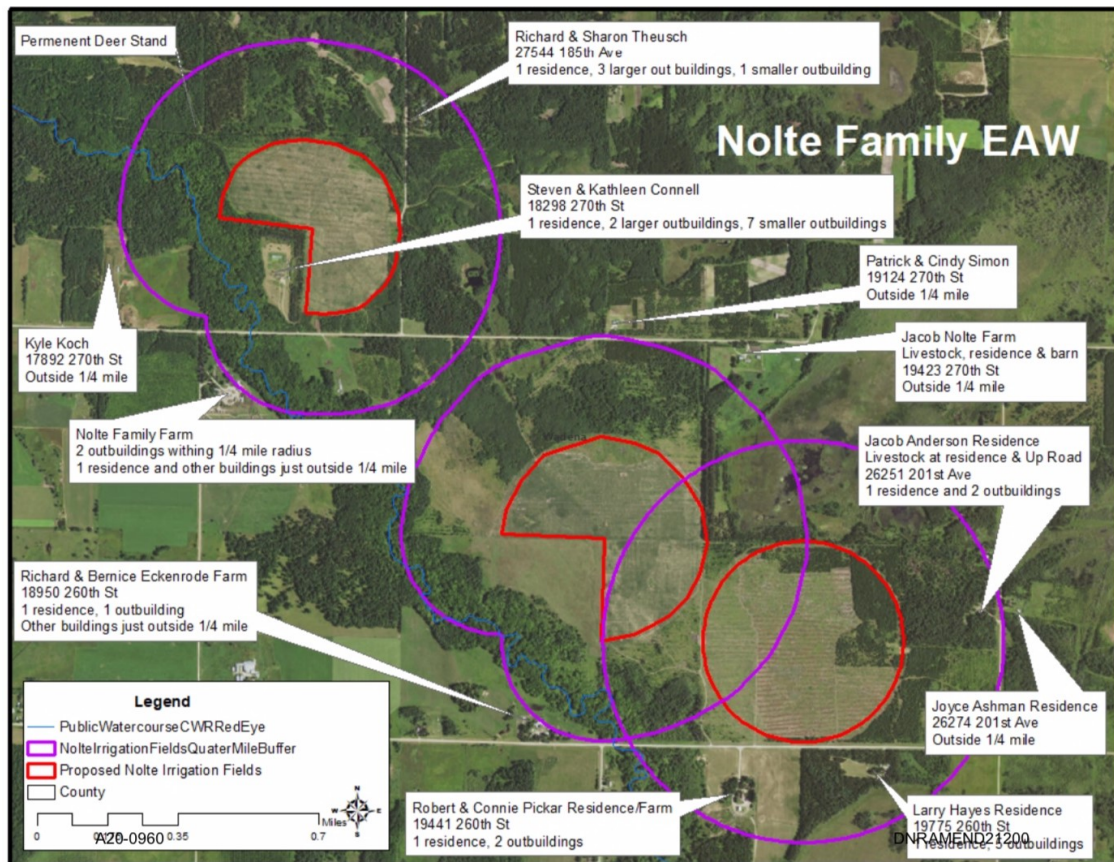 Permenent Deer Stand
Richard & Sharon Theusch
27544 185th Ave
1 residence, 3 larger out buildings, 1 smaller outbuilding
Nolte Family EAW
Steven & Kathleen Connell
18298 270th St
1 residence, 2 larger outbuildings, 7 smaller outbuildings
Patrick & Cindy Simon
19124 270th St
Outside 1/4 mile
Kyle Koch
17892 270th St
Outside 1/4 mile
Jacob Nolte Farm
Livestock, residence & barn
19423 270th St
Outside 1/4 mile
Nolte Family Farm
2 outbuildings withing 1/4 mile radius
1 residence and other buildings just outside 1/4 mile
Jacob Anderson Residence
Livestock at residence & Up Road
26251 201st Ave
1 residence and 2 outbuildings
Richard & Bernice Eckenrode Farm
18950 260th St
1 residence, 1 outbuilding
Other buildings just outside 1/4 mile
Joyce Ashman Residence
26274 201st Ave
Outside 1/4 mile
Legend
PublicWatercourseCWRRedEye
NolteIrrigationFieldsQuaterMileBuffer
Proposed Nolte Irrigation Fields
County
N
W E
S
Miles
0 0.35 0.7
A20-0960
Robert & Connie Pickar Residence/Farm
19441 260th St
1 residence, 2 outbuildings
Larry Hayes Residence
19775 260th St
1 residence, 5 outbuildings
DNRAMEND21200